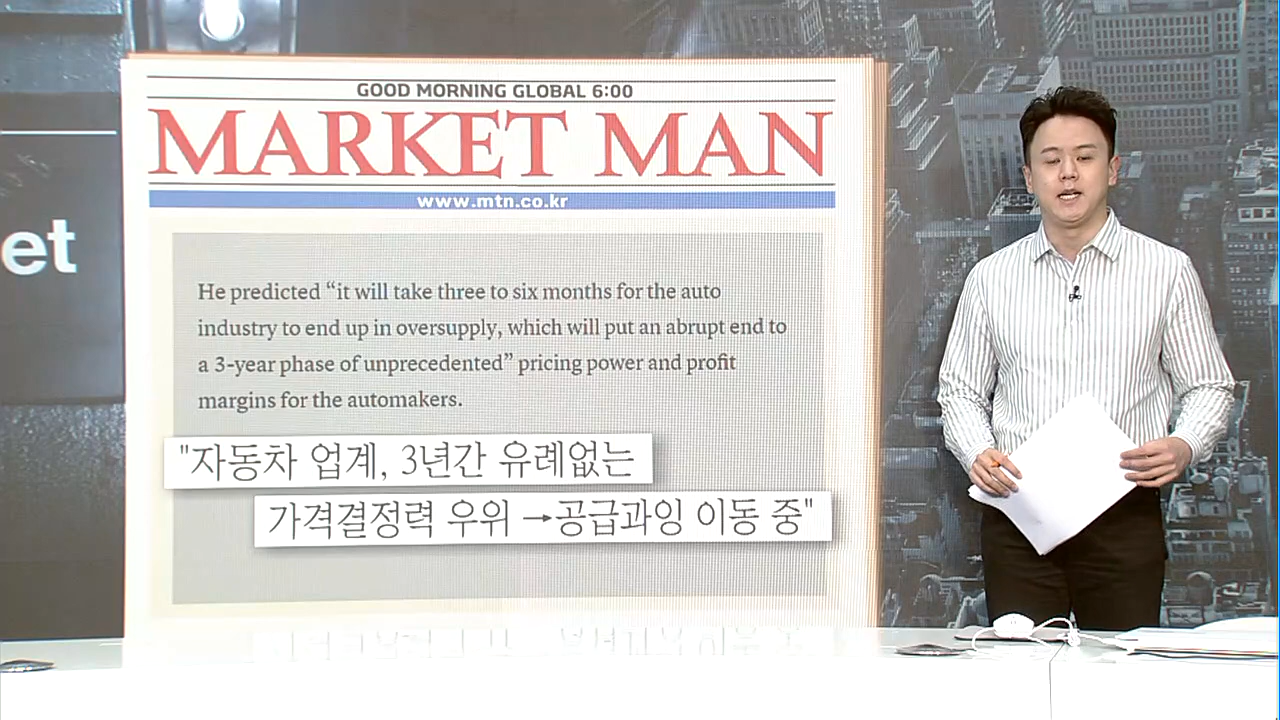 GOOD MORNING GLOBAL 6:00
MARKET MAN
www.mtn.co.kr
et
He predicted “it will take three to six months for the auto
industry to end up in oversupply, which will put an abrupt end to
a 3-year phase of unprecedented” pricing power and profit
margins for the automakers.
"자동차 업계, 3년간 유례없는
가격결정력 우위 →공급과잉 이동 중"